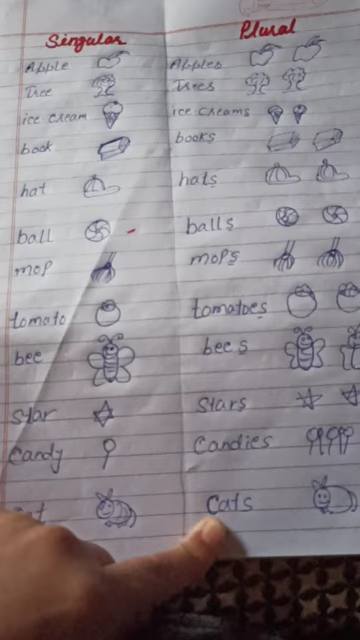 Singular Plural
Apple Apples
Tree Trees
ice cream ice creams
book books
hat hats
ball balls
mop mops
tomato tomatoes
bee bees
star Stars
Candy Candies
Cats